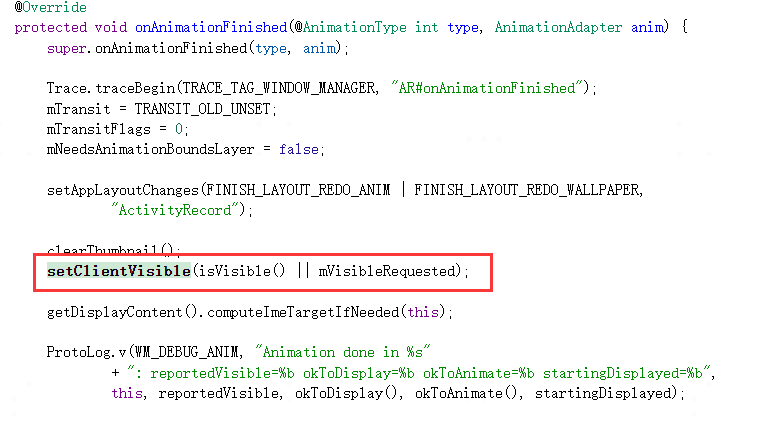 @Override
protected void onAnimationFinished(@AnimationType int type, AnimationAdapter anim) {
    super.onAnimationFinished(type, anim);

    Trace.traceBegin(TRACE_TAG_WINDOW_MANAGER, "AR#onAnimationFinished");
    mTransit = TRANSIT_OLD_UNSET;
    mTransitFlags = 0;
    mNeedsAnimationBoundsLayer = false;

    setAppLayoutChanges(FINISH_LAYOUT_REDO_ANIM | FINISH_LAYOUT_REDO_WALLPAPER,
            "ActivityRecord");

    clearThumbnail();
    setClientVisible(isVisible() || mVisibleRequested);

    getDisplayContent().computeImeTargetIfNeeded(this);

    ProtoLog.v(WM_DEBUG_ANIM, "Animation done in %s"
            + ": reportedVisible=%b okToDisplay=%b okToAnimate=%b startingDisplayed=%b",
            this, reportedVisible, okToDisplay(), okToAnimate(), startingDisplayed);